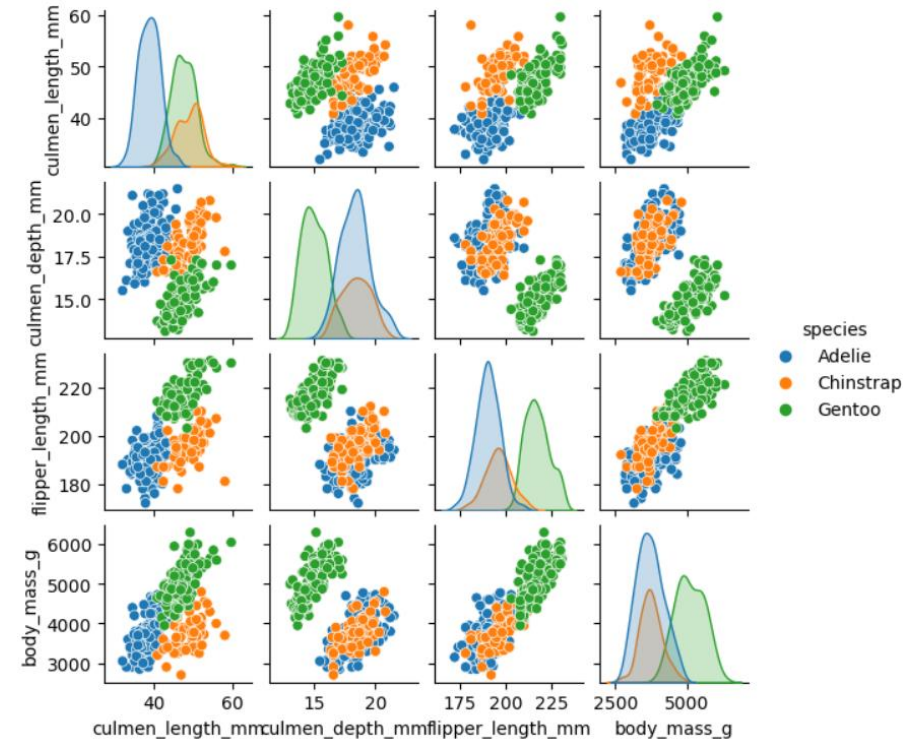 culmen_length_mm
60
50
40
culmen_depth_mm
20.0
17.5
15.0
flipper_length_mm
220
200
180
body_mass_g
6000
5000
4000
3000
40 60
15 20
175 200 225
2500 5000
culmen_length_mm
culmen_depth_mm
flipper_length_mm
body_mass_g
species
Adelie
Chinstrap
Gentoo